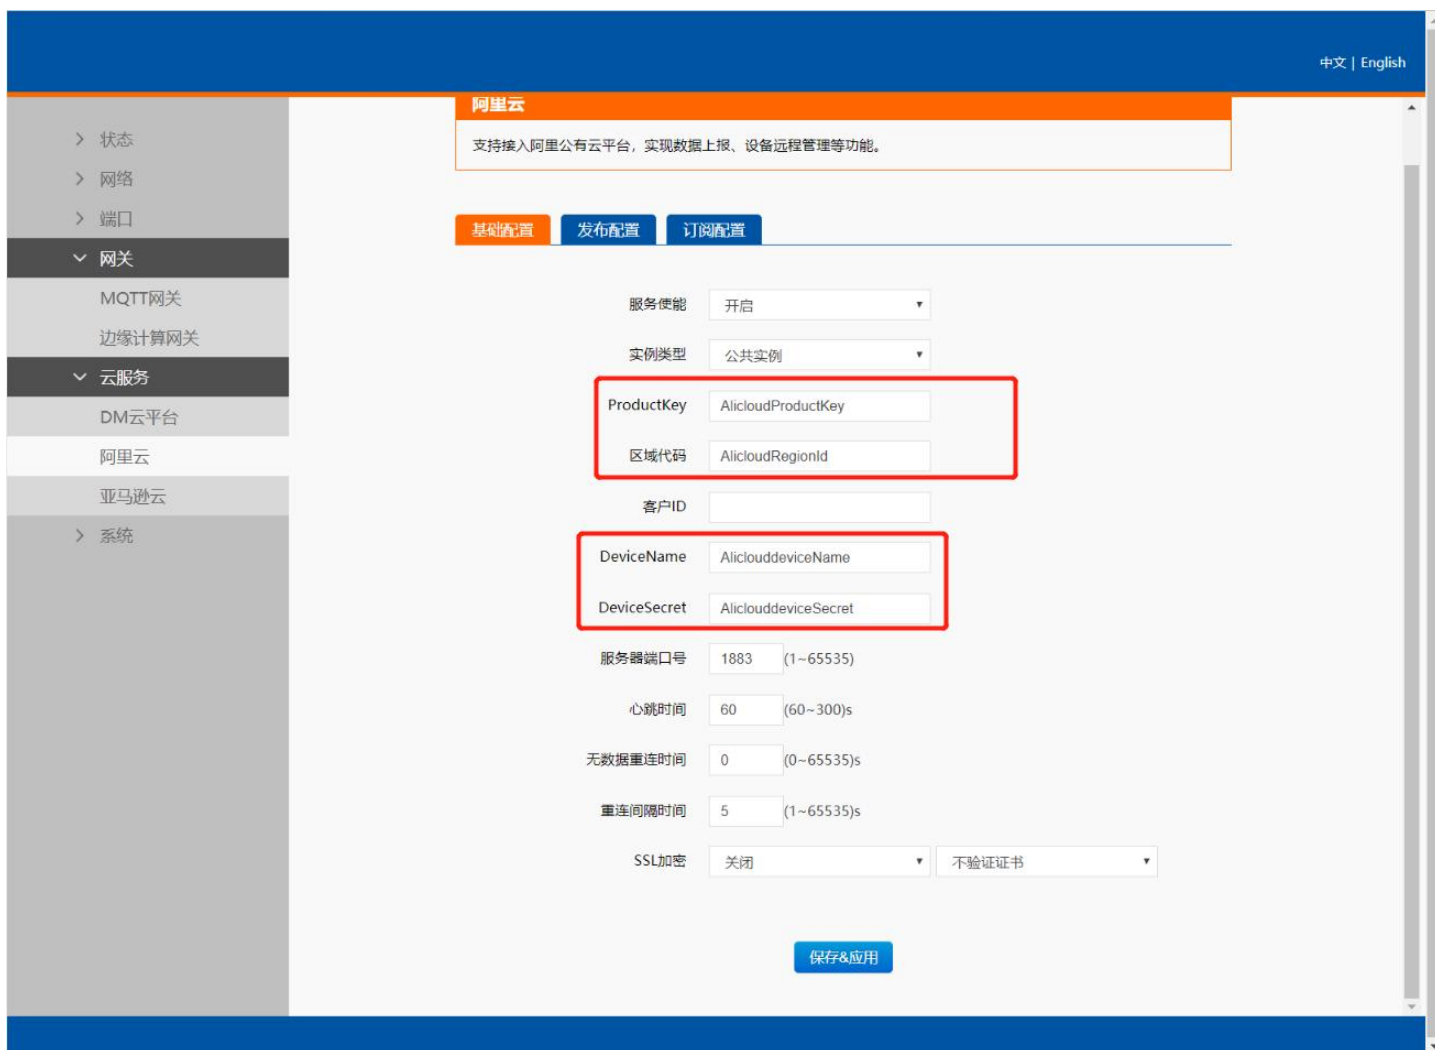 中文 | English
状态
网络
端口
网关
MQTT网关
边缘计算网关
云服务
DM云平台
阿里云
亚马逊云
系统
阿里云
支持接入阿里公有云平台，实现数据上报、设备远程管理等功能。
基础配置 发布配置 订阅配置
服务使能 开启
实例类型 公共实例
ProductKey AlicloudProductKey
区域代码 AlicloudRegionId
客户ID
DeviceName AliclouddeviceName
DeviceSecret AliclouddeviceSecret
服务器端口号 1883 (1~65535)
心跳时间 60 (60~300)s
无数据重连时间 0 (0~65535)s
重连间隔时间 5 (1~65535)s
SSL加密 关闭 不验证证书
保存&应用